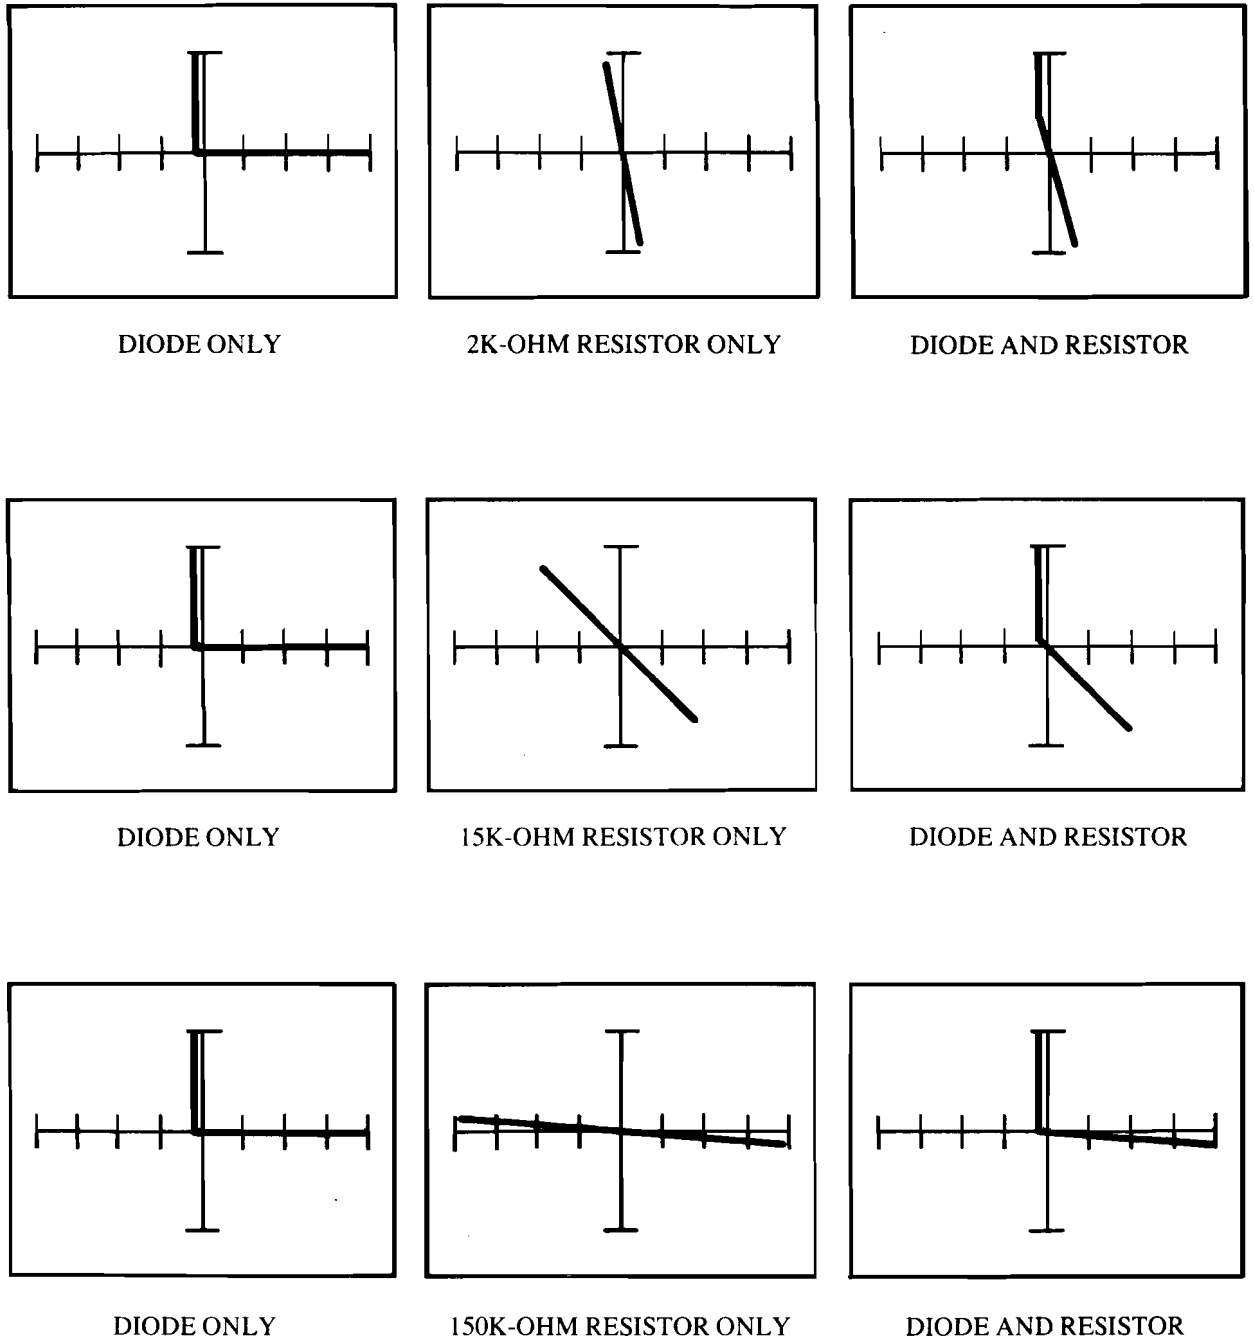 DIODE ONLY
2K-OHM RESISTOR ONLY
DIODE AND RESISTOR
DIODE ONLY
15K-OHM RESISTOR ONLY
DIODE AND RESISTOR
DIODE ONLY
150K-OHM RESISTOR ONLY
DIODE AND RESISTOR